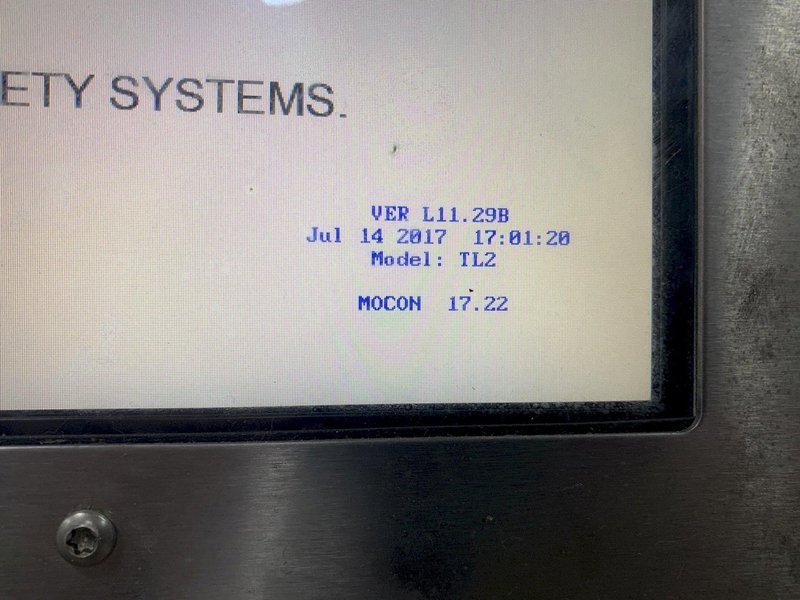 ETY SYSTEMS.
VER L11.29B
Jul 14 2017 17:01:20
Model: TL2
MOCON 17.22